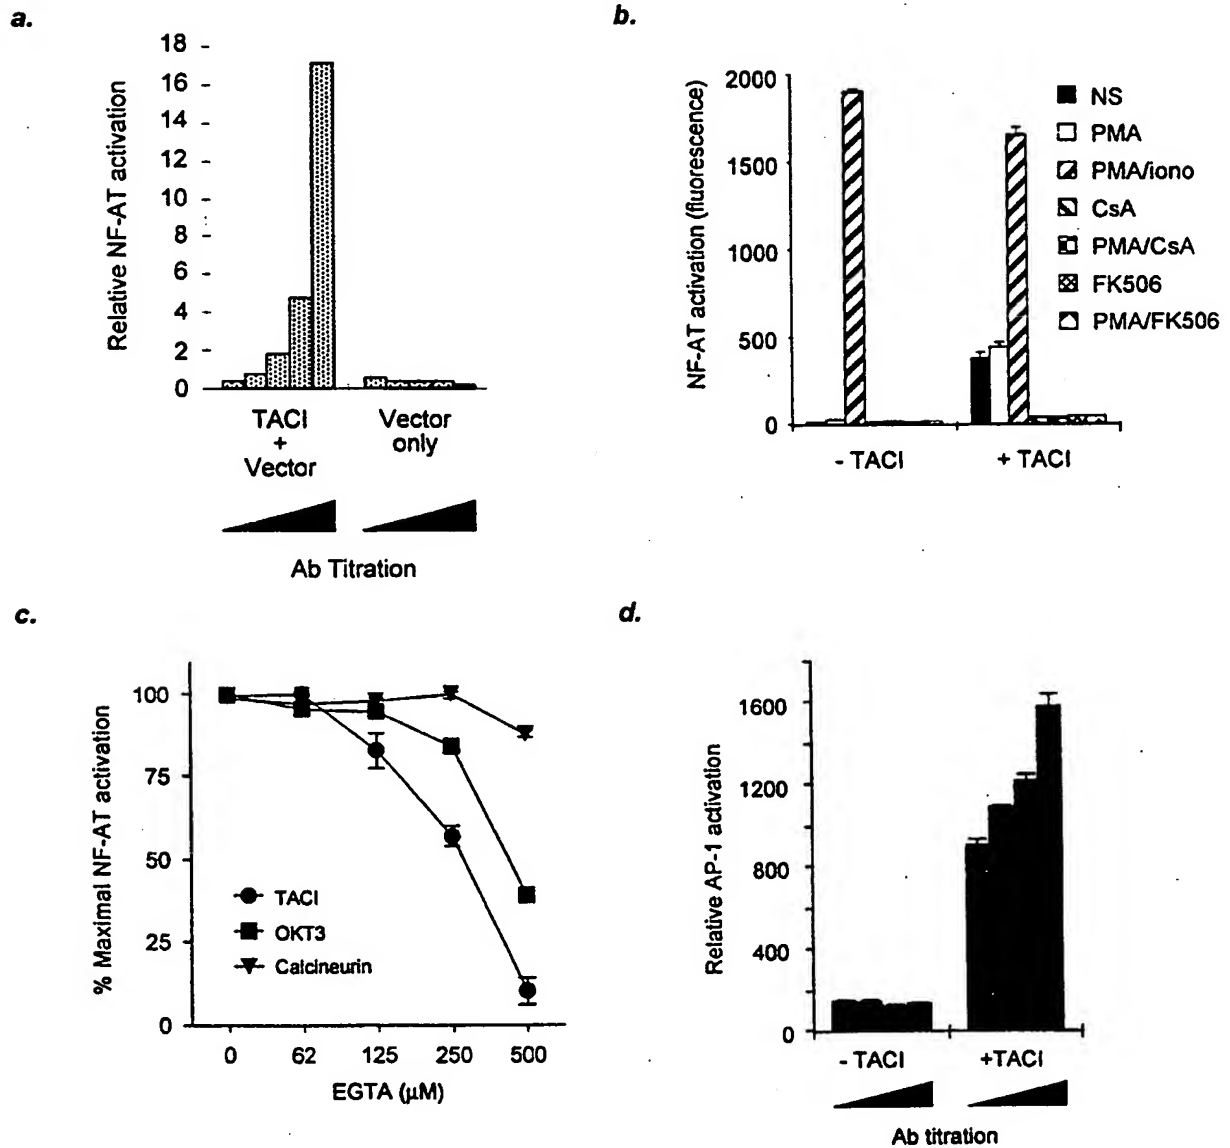 a.
Relative NF-AT activation
18
16
14
12
10
8
6
4
2
0
TACI
+
Vector
Vector
only
Ab Titration
b.
NF-AT activation (fluorescence)
2000
1500
1000
500
0
- TACI
+ TACI
NS
PMA
PMA/iono
CsA
PMA/CsA
FK506
PMA/FK506
c.
% Maximal NF-AT activation
100
75
50
25
0
TACI
OKT3
Calcineurin
0
62
125
250
500
EGTA (µM)
d.
Relative AP-1 activation
1600
1200
800
400
0
- TACI
+TACI
Ab titration